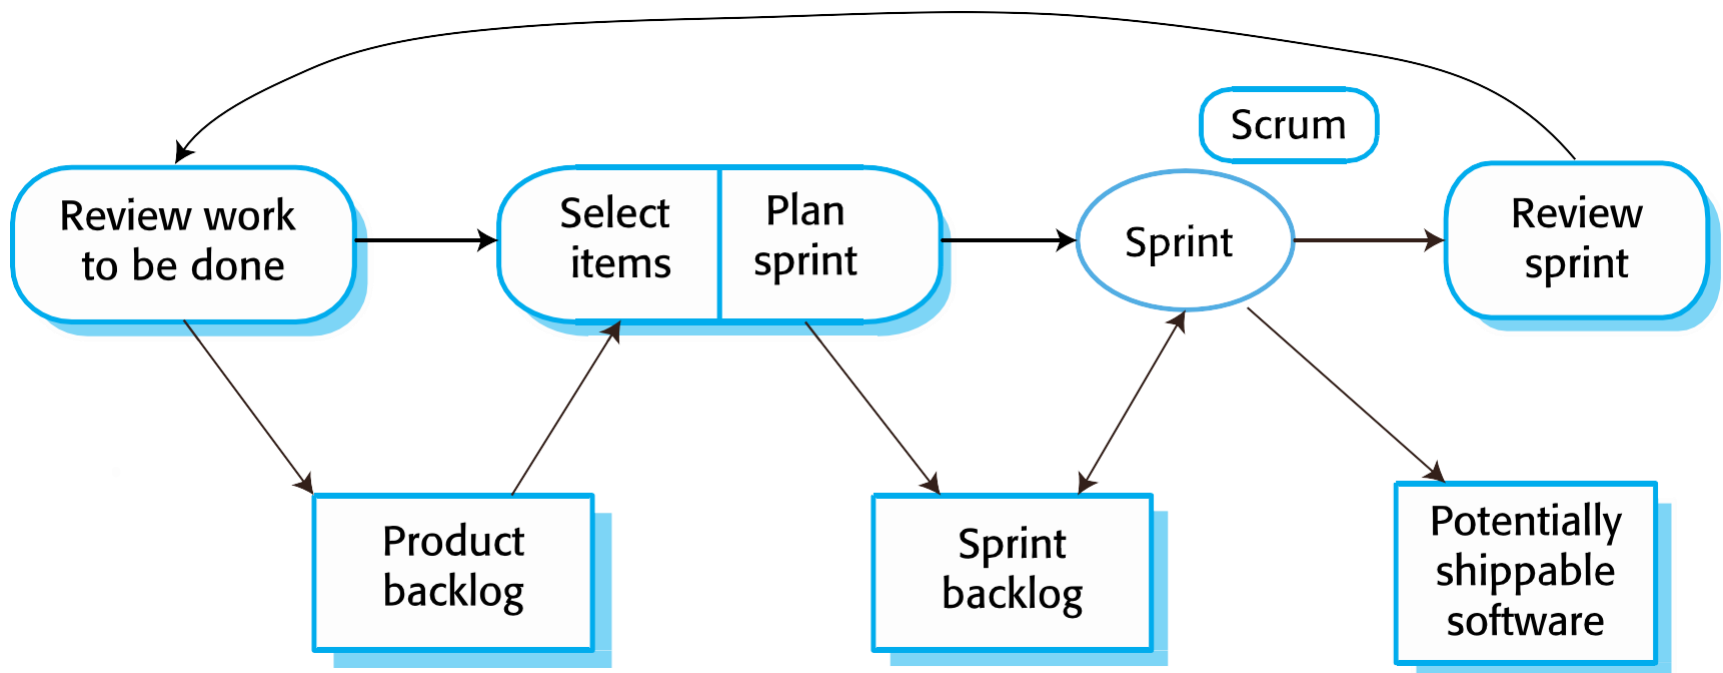 Scrum
Review work
to be done
Select
items
Plan
sprint
Sprint
Review
sprint
Product
backlog
Sprint
backlog
Potentially
shippable
software